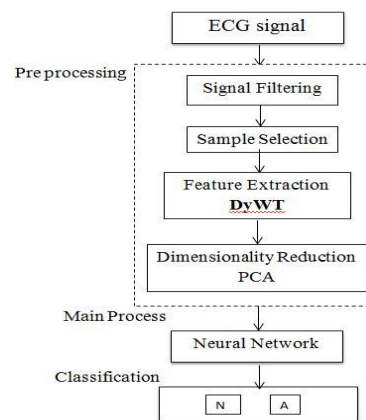 ECG signal
Pre processing
Signal Filtering
Sample Selection
Feature Extraction
DyWT
Dimensionality Reduction
PCA
Main Process
Neural Network
Classification
N A